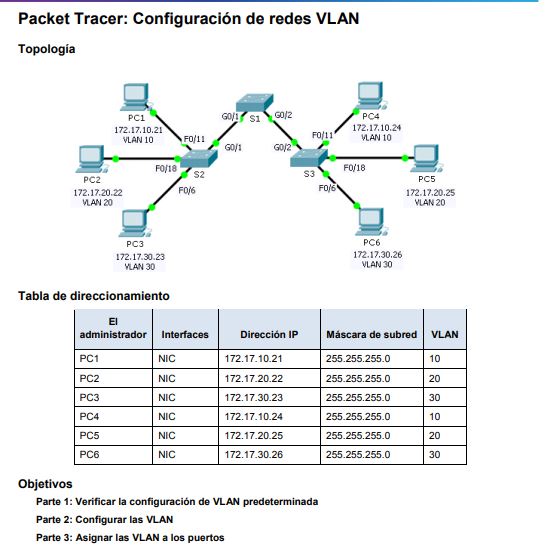 Packet Tracer: Configuración de redes VLAN
Topología
PC1
172.17.10.21
VLAN 10
F0/11
G0/1
S1
G0/2
PC4
172.17.10.24
VLAN 10
F0/11
PC2
172.17.20.22
VLAN 20
F0/18
S2
G0/1
G0/2
S3
F0/18
PC5
172.17.20.25
VLAN 20
F0/6
F0/6
PC3
172.17.30.23
VLAN 30
PC6
172.17.30.26
VLAN 30
Tabla de direccionamiento
El administrador Interfaces Dirección IP Máscara de subred VLAN
PC1 NIC 172.17.10.21 255.255.255.0 10
PC2 NIC 172.17.20.22 255.255.255.0 20
PC3 NIC 172.17.30.23 255.255.255.0 30
PC4 NIC 172.17.10.24 255.255.255.0 10
PC5 NIC 172.17.20.25 255.255.255.0 20
PC6 NIC 172.17.30.26 255.255.255.0 30
Objetivos
Parte 1: Verificar la configuración de VLAN predeterminada
Parte 2: Configurar las VLAN
Parte 3: Asignar las VLAN a los puertos